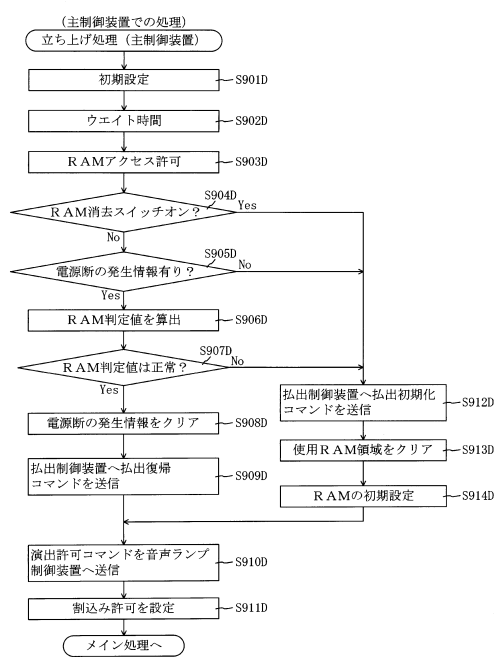 (主制御装置での処理)
立ち上げ処理(主制御装置)
初期設定
S901D
ウエイト時間
S902D
RAMアクセス許可
S903D
S904D
RAM消去スイッチオン?
Yes
No
S905D
電源断の発生情報有り?
No
Yes
RAM判定値を算出
S906D
S907D
RAM判定値は正常?
No
Yes
払出制御装置へ払出初期化
コマンドを送信
S912D
電源断の発生情報をクリア
S908D
使用RAM領域をクリア
S913D
払出制御装置へ払出復帰
コマンドを送信
S909D
RAMの初期設定
S914D
演出許可コマンドを音声ランプ
制御装置へ送信
S910D
割込み許可を設定
S911D
メイン処理へ